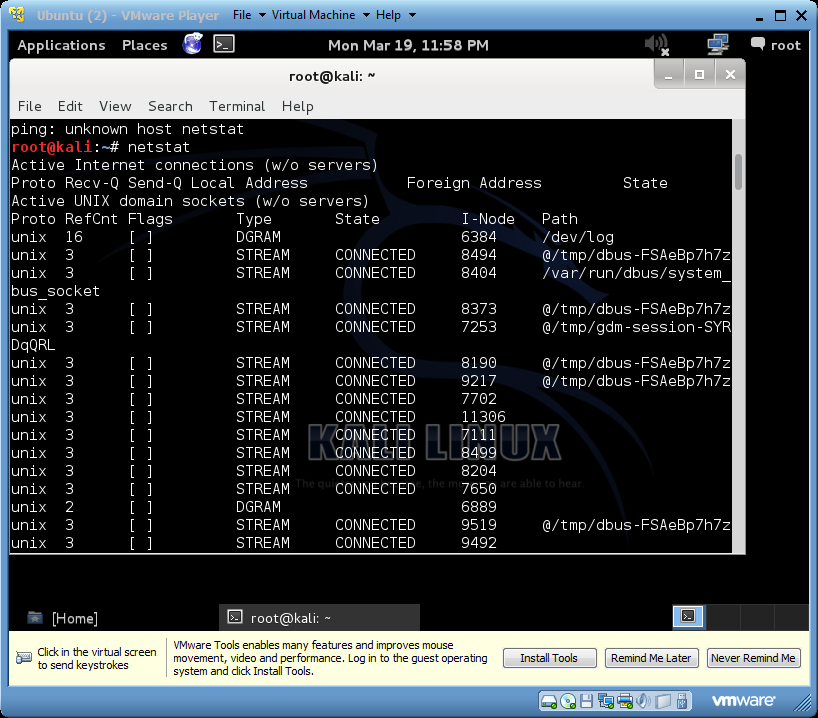 Ubuntu (2) - VMware Player File Virtual Machine Help
Applications Places Mon Mar 19, 11:58 PM root
root@kali: ~
File Edit View Search Terminal Help
ping: unknown host netstat
root@kali:~# netstat
Active Internet connections (w/o servers)
Proto Recv-Q Send-Q Local Address Foreign Address State
Active UNIX domain sockets (w/o servers)
Proto RefCnt Flags Type State I-Node Path
unix 16 [ ] DGRAM 6384 /dev/log
unix 3 [ ] STREAM CONNECTED 8494 @/tmp/dbus-FSAeBp7h7z
unix 3 [ ] STREAM CONNECTED 8404 /var/run/dbus/system_
bus_socket
unix 3 [ ] STREAM CONNECTED 8373 @/tmp/dbus-FSAeBp7h7z
unix 3 [ ] STREAM CONNECTED 7253 @/tmp/gdm-session-SYR
DqQRL
unix 3 [ ] STREAM CONNECTED 8190 @/tmp/dbus-FSAeBp7h7z
unix 3 [ ] STREAM CONNECTED 9217 @/tmp/dbus-FSAeBp7h7z
unix 3 [ ] STREAM CONNECTED 7702
unix 3 [ ] STREAM CONNECTED 11306
unix 3 [ ] STREAM CONNECTED 7111
KALI LINUX
unix 3 [ ] STREAM CONNECTED 8499
unix 3 [ ] STREAM CONNECTED 8204
The qui the mo are able to hear.
unix 3 [ ] STREAM CONNECTED 7650
unix 2 [ ] DGRAM 6889
unix 3 [ ] STREAM CONNECTED 9519 @/tmp/dbus-FSAeBp7h7z
unix 3 [ ] STREAM CONNECTED 9492
[Home] root@kali: ~
Click in the virtual screen
to send keystrokes
VMware Tools enables many features and improves mouse
movement, video and performance. Log in to the guest operating
system and click Install Tools.
Install Tools Remind Me Later Never Remind Me
vmware